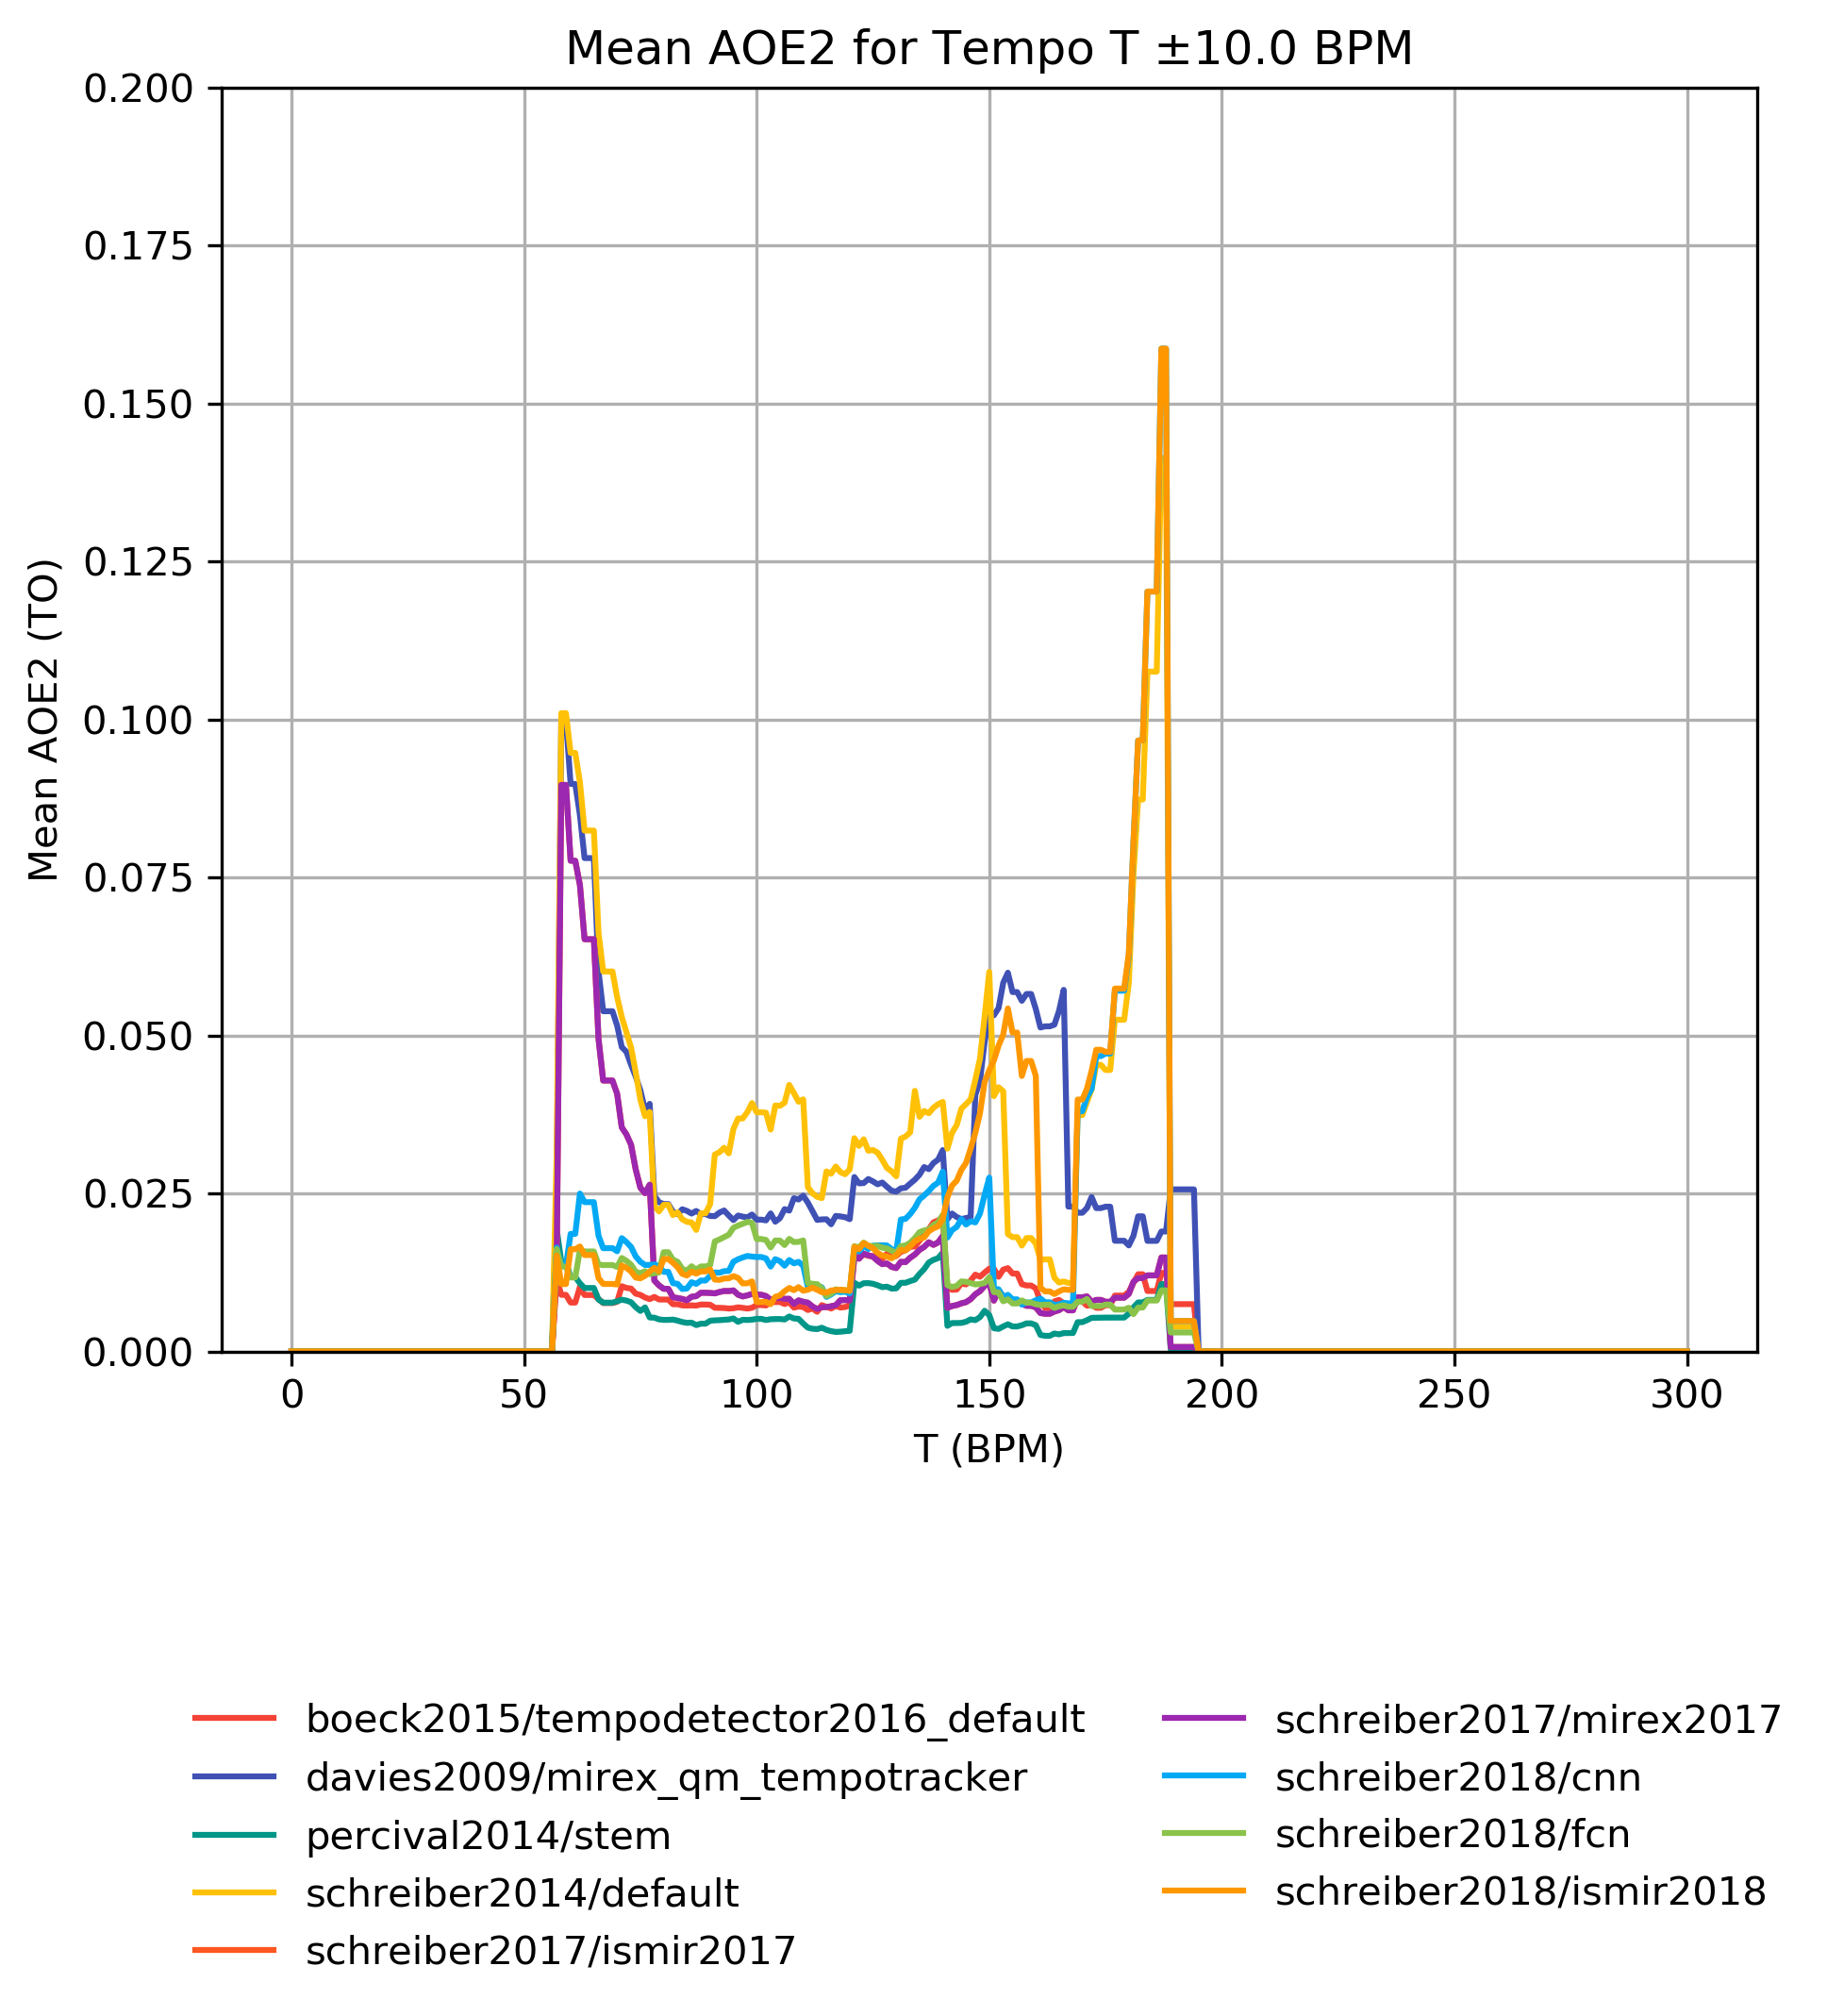 Mean AOE2 for Tempo T ±10.0 BPM
0.200
0.175
0.150
0.125
0.100
0.075
0.050
0.025
0.000
Mean AOE2 (TO)
0 50 100 150 200 250 300
T (BPM)
boeck2015/tempodetector2016_default
davies2009/mirex_qm_tempotracker
percival2014/stem
schreiber2014/default
schreiber2017/ismir2017
schreiber2017/mirex2017
schreiber2018/cnn
schreiber2018/fcn
schreiber2018/ismir2018